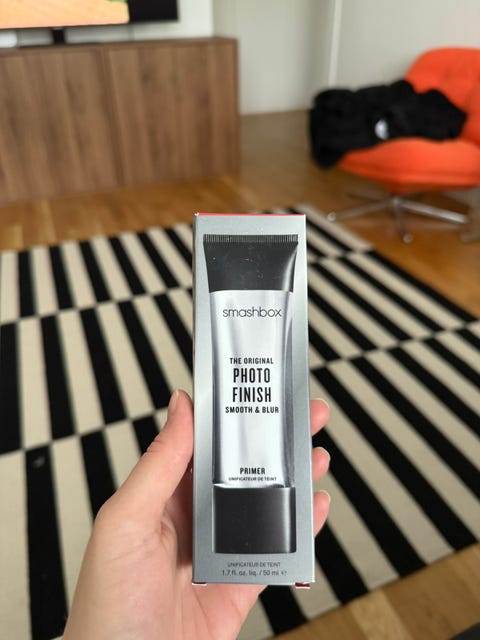 smashbox
THE ORIGINAL
PHOTO
FINISH
SMOOTH & BLUR
PRIMER
UNIFICATEUR DE TEINT
UNIFICATEUR DE TEINT
1.7 fl. oz. liq. / 50 ml ℮